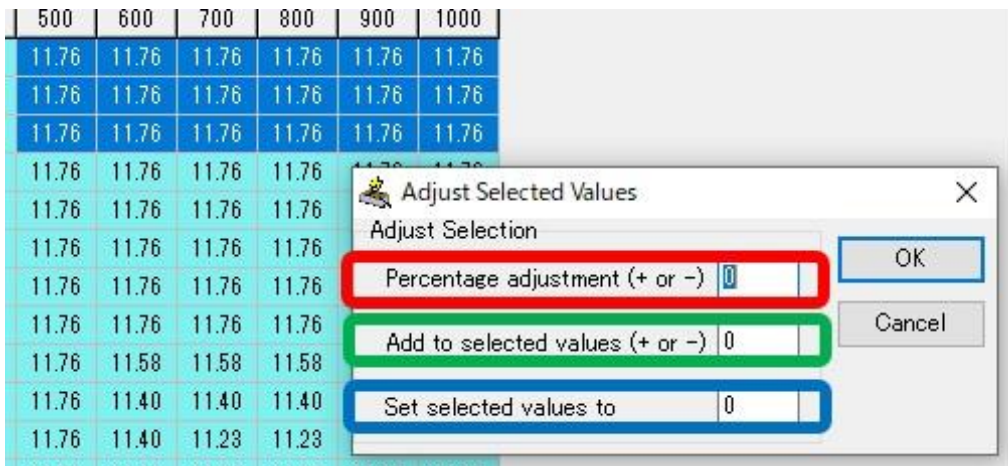 500 600 700 800 900 1000
11.76 11.76 11.76 11.76 11.76 11.76
11.76 11.76 11.76 11.76 11.76 11.76
11.76 11.76 11.76 11.76 11.76 11.76
11.76 11.76 11.76 11.76
11.76 11.76 11.76 11.76
11.76 11.76 11.76 11.76
11.76 11.76 11.76 11.76
11.76 11.76 11.76 11.76
11.76 11.58 11.58 11.58
11.76 11.40 11.40 11.40
11.76 11.40 11.23 11.23
Adjust Selected Values
Adjust Selection
Percentage adjustment (+ or -) 0
Add to selected values (+ or -) 0
Set selected values to 0
OK
Cancel